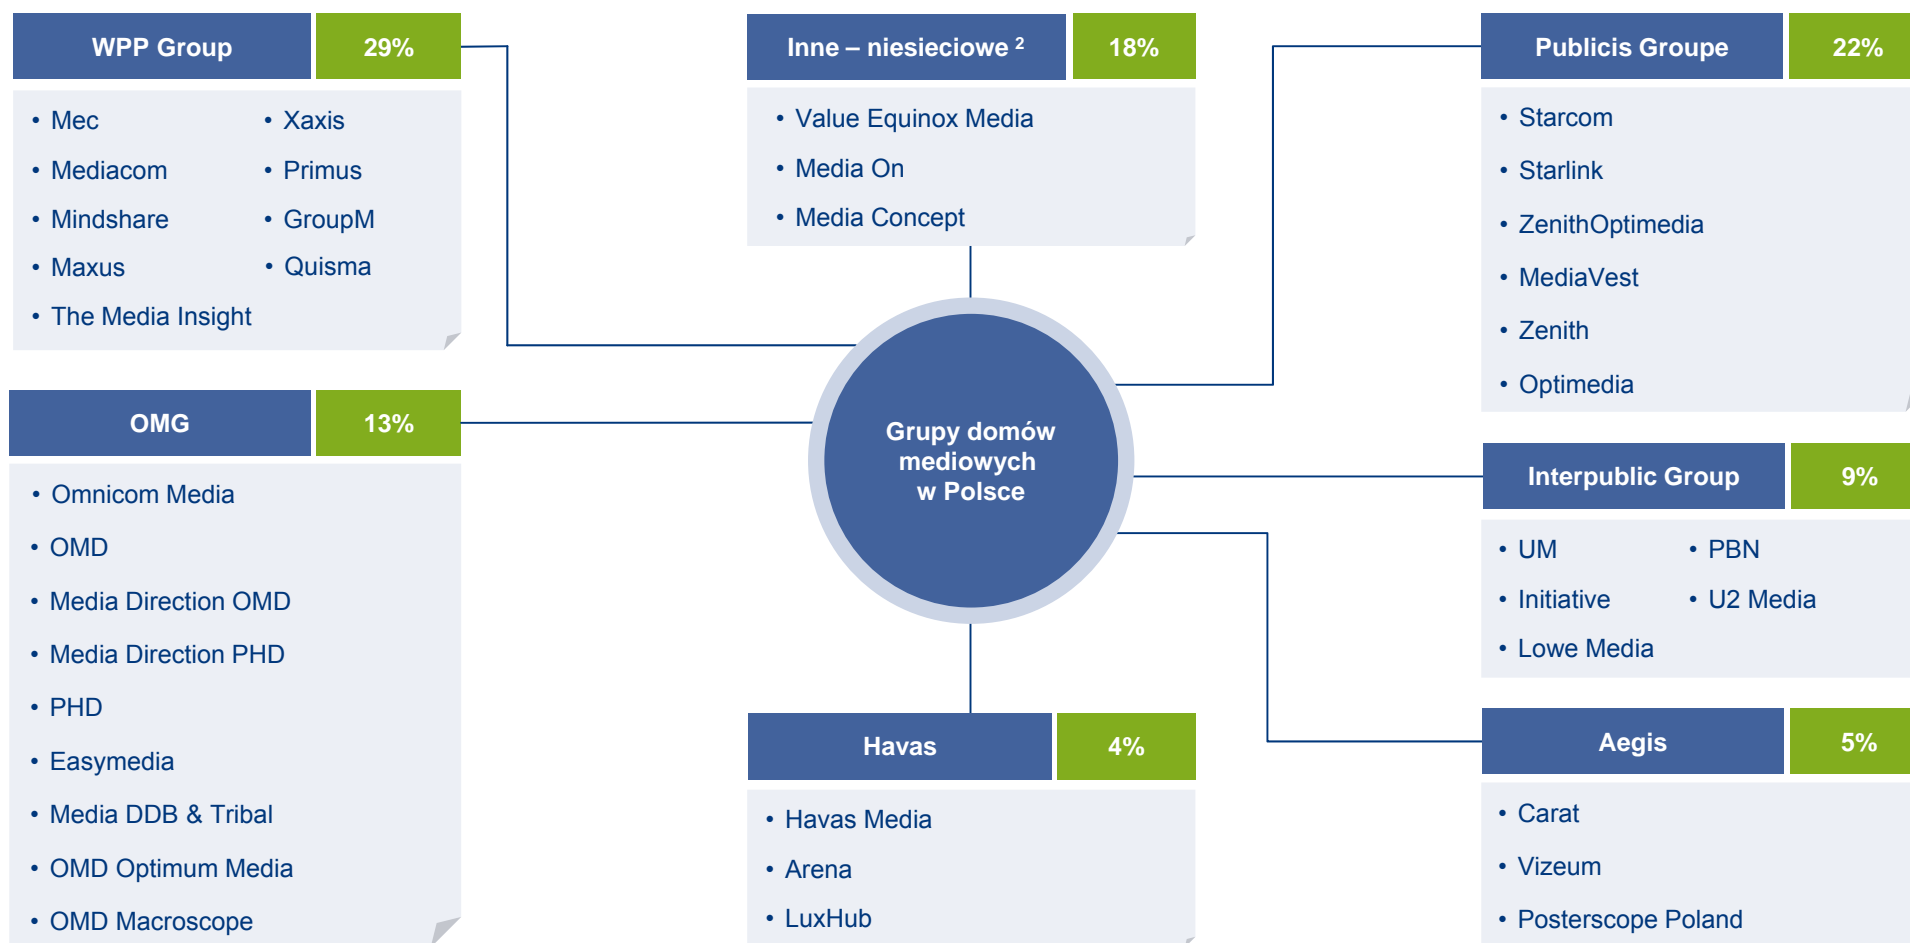 WPP Group 29%
• Mec
• Mediacom
• Mindshare
• Maxus
• The Media Insight
• Xaxis
• Primus
• GroupM
• Quisma
Inne – niesieciowe ² 18%
• Value Equinox Media
• Media On
• Media Concept
Publicis Groupe 22%
• Starcom
• Starlink
• ZenithOptimedia
• MediaVest
• Zenith
• Optimedia
OMG 13%
• Omnicom Media
• OMD
• Media Direction OMD
• Media Direction PHD
• PHD
• Easymedia
• Media DDB & Tribal
• OMD Optimum Media
• OMD Macroscope
Grupy domów
mediowych
w Polsce
Interpublic Group 9%
• UM
• Initiative
• Lowe Media
• PBN
• U2 Media
Havas 4%
• Havas Media
• Arena
• LuxHub
Aegis 5%
• Carat
• Vizeum
• Posterscope Poland